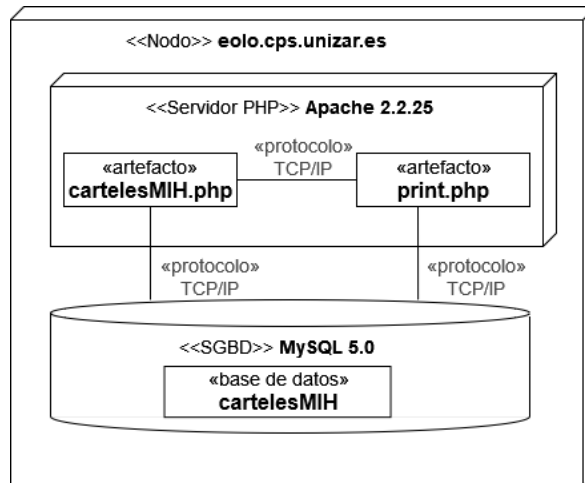 <<Nodo>> eolo.cps.unizar.es
<<Servidor PHP>> Apache 2.2.25
«protocolo»
TCP/IP
«artefacto»
cartelesMIH.php
«artefacto»
print.php
«protocolo»
TCP/IP
«protocolo»
TCP/IP
<<SGBD>> MySQL 5.0
«base de datos»
cartelesMIH